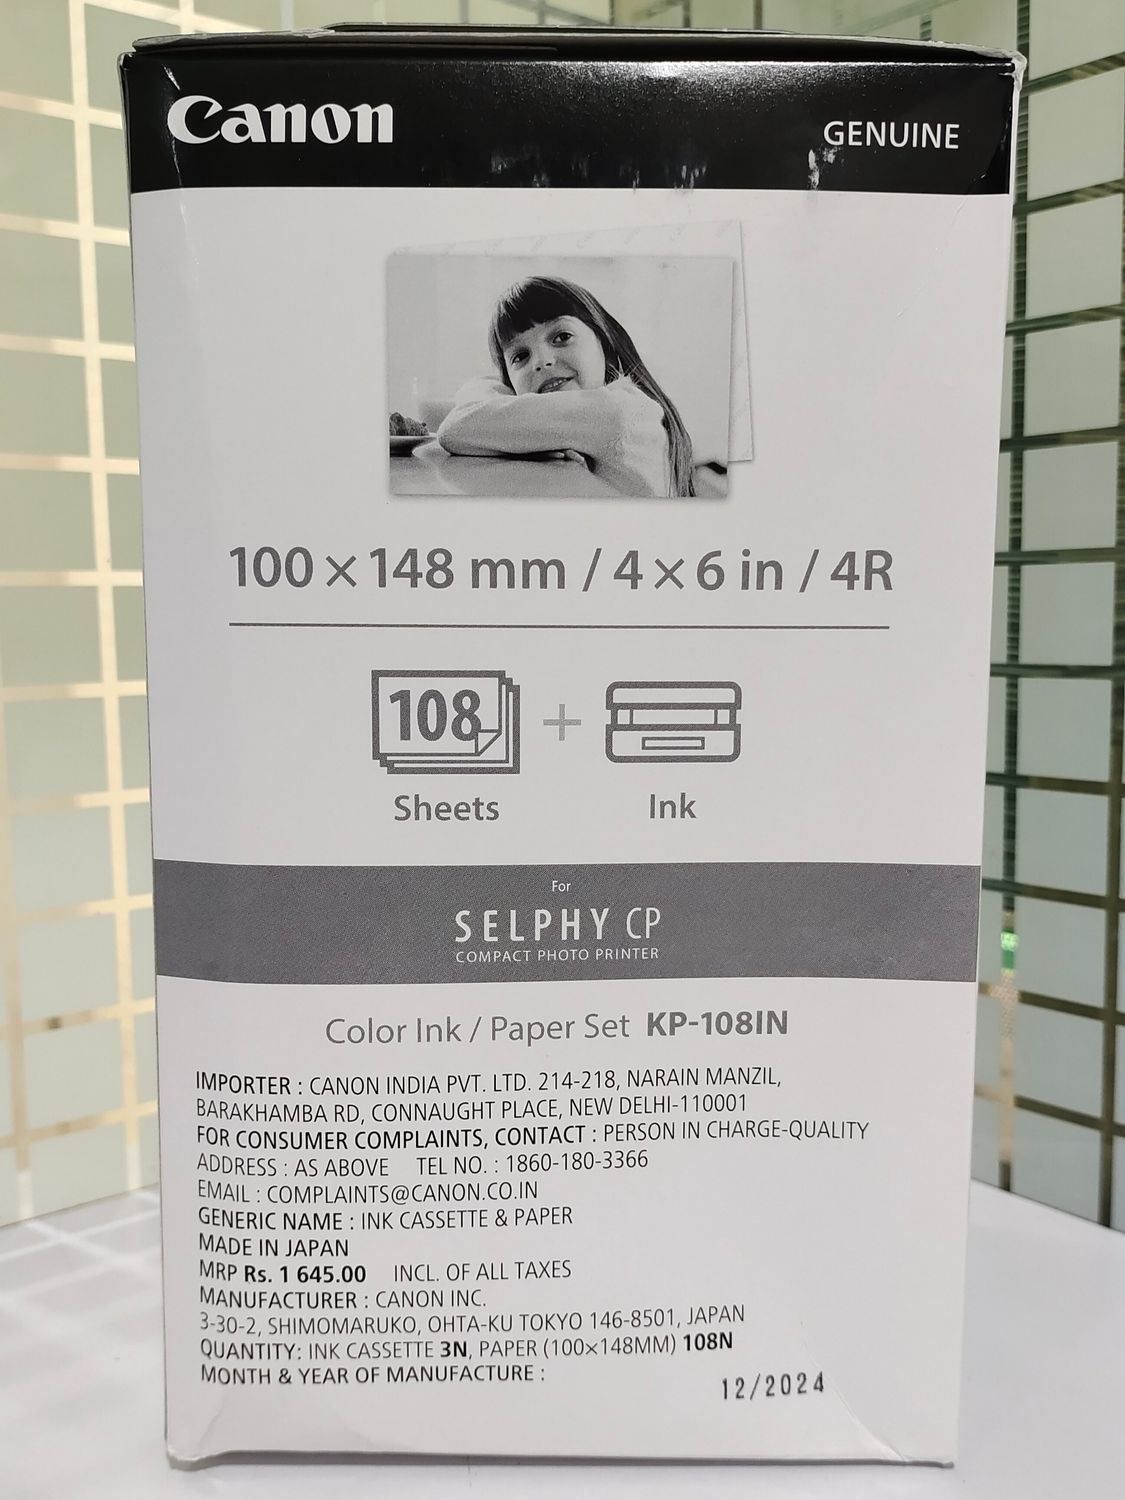 Canon
GENUINE
100 × 148 mm / 4 × 6 in / 4R
108
+
Sheets
Ink
For
SELPHY CP
COMPACT PHOTO PRINTER
Color Ink / Paper Set KP-108IN
IMPORTER : CANON INDIA PVT. LTD. 214-218, NARAIN MANZIL,
BARAKHAMBA RD, CONNAUGHT PLACE, NEW DELHI-110001
FOR CONSUMER COMPLAINTS, CONTACT : PERSON IN CHARGE-QUALITY
ADDRESS : AS ABOVE TEL NO. : 1860-180-3366
EMAIL : COMPLAINTS@CANON.CO.IN
GENERIC NAME : INK CASSETTE & PAPER
MADE IN JAPAN
MRP Rs. 1 645.00 INCL. OF ALL TAXES
MANUFACTURER : CANON INC.
3-30-2, SHIMOMARUKO, OHTA-KU TOKYO 146-8501, JAPAN
QUANTITY: INK CASSETTE 3N, PAPER (100×148MM) 108N
MONTH & YEAR OF MANUFACTURE :
12/2024